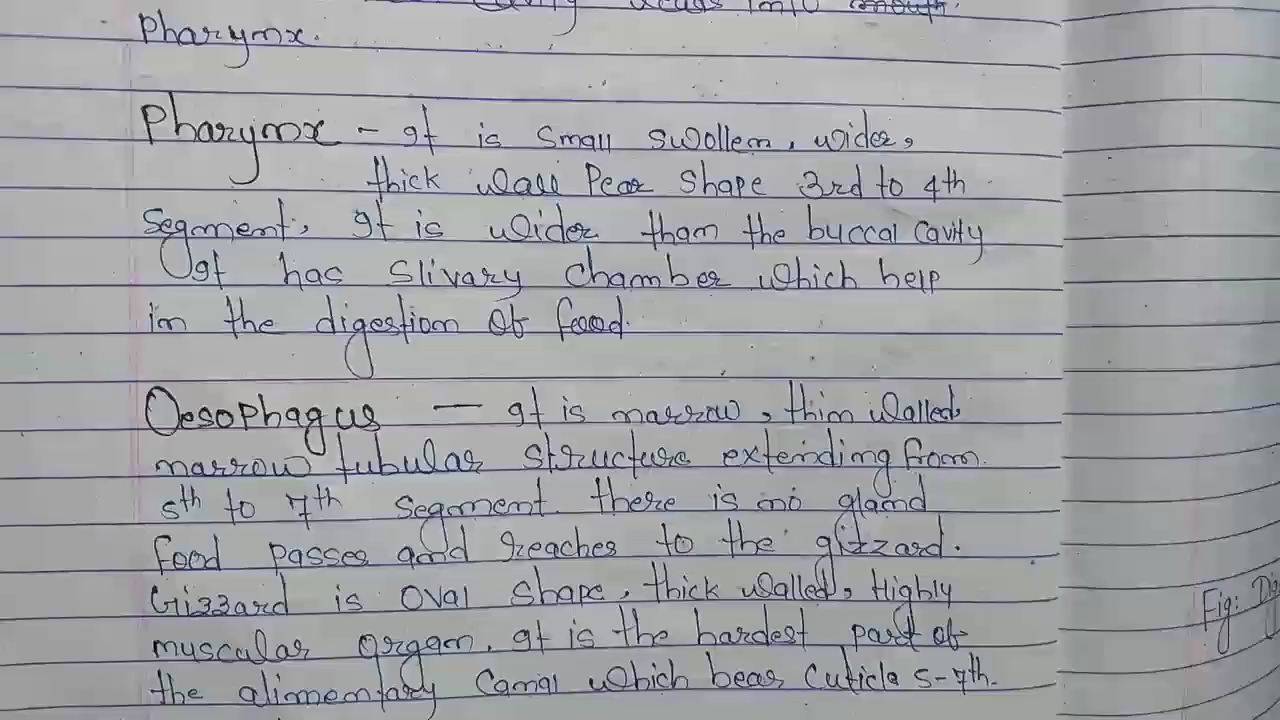 cavity leads into mouth
Pharynx.
Pharynx - It is small swollen, wider,
thick wall Pear shape 3rd to 4th
segment, It is wider than the buccal cavity
It has slivary chamber which help
in the digestion of food.
Oesophagus — It is narrow, thin walled
narrow tubular structure extending from
5th to 7th segment there is no gland
food passes and reaches to the gizzard.
Gizzard is oval shape, thick walled, Highly
muscular organ, It is the hardest part of
the alimentary canal which bear cuticle 5-7th.
Fig: